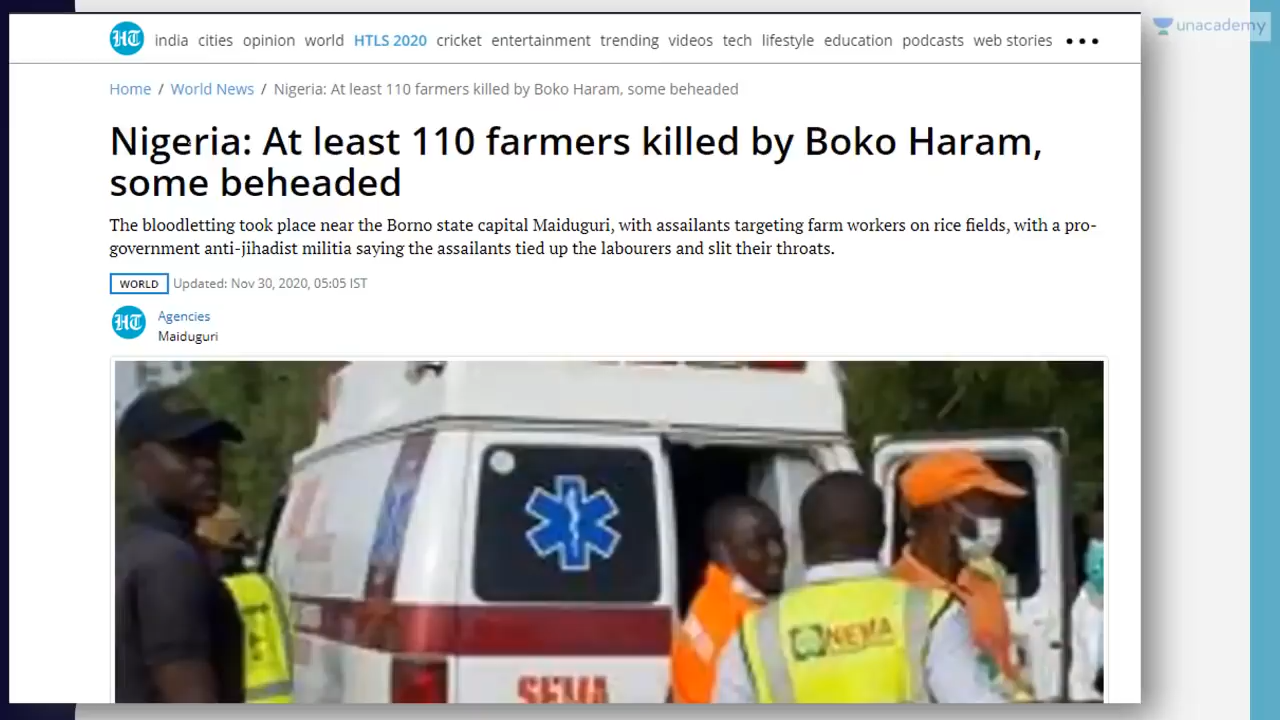 unacademy
HT india cities opinion world HTLS 2020 cricket entertainment trending videos tech lifestyle education podcasts web stories
Home / World News / Nigeria: At least 110 farmers killed by Boko Haram, some beheaded
Nigeria: At least 110 farmers killed by Boko Haram,
some beheaded
The bloodletting took place near the Borno state capital Maiduguri, with assailants targeting farm workers on rice fields, with a pro-
government anti-jihadist militia saying the assailants tied up the labourers and slit their throats.
WORLD Updated: Nov 30, 2020, 05:05 IST
HT Agencies
Maiduguri
NEMA
SEMA